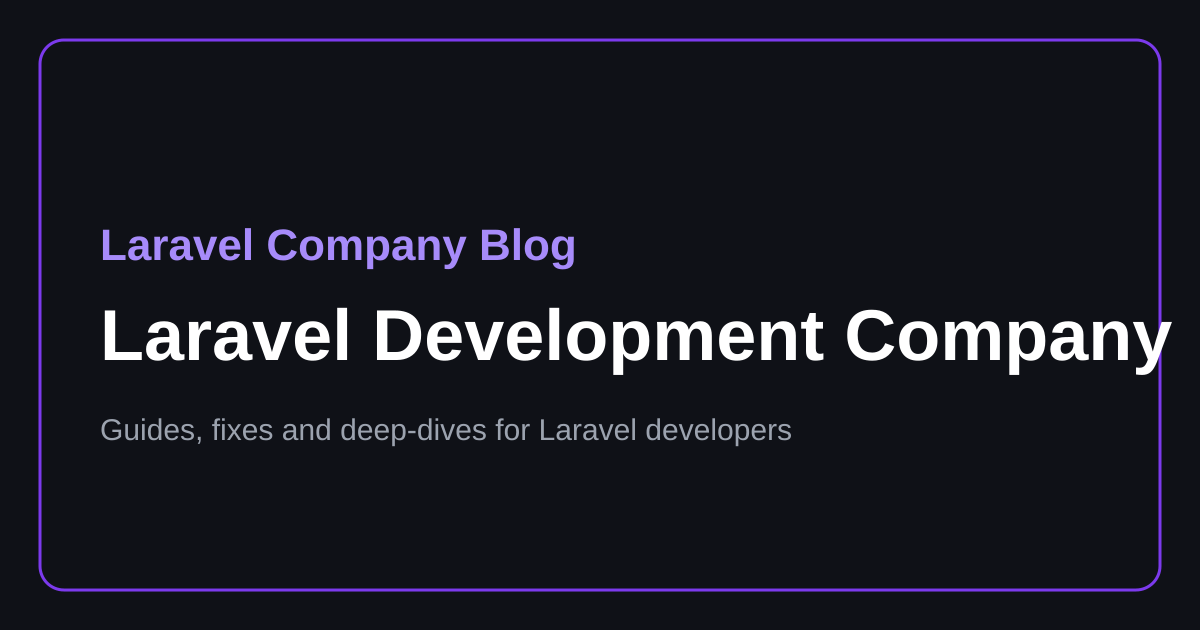 Laravel Company Blog
Laravel Development Company
Guides, fixes and deep-dives for Laravel developers